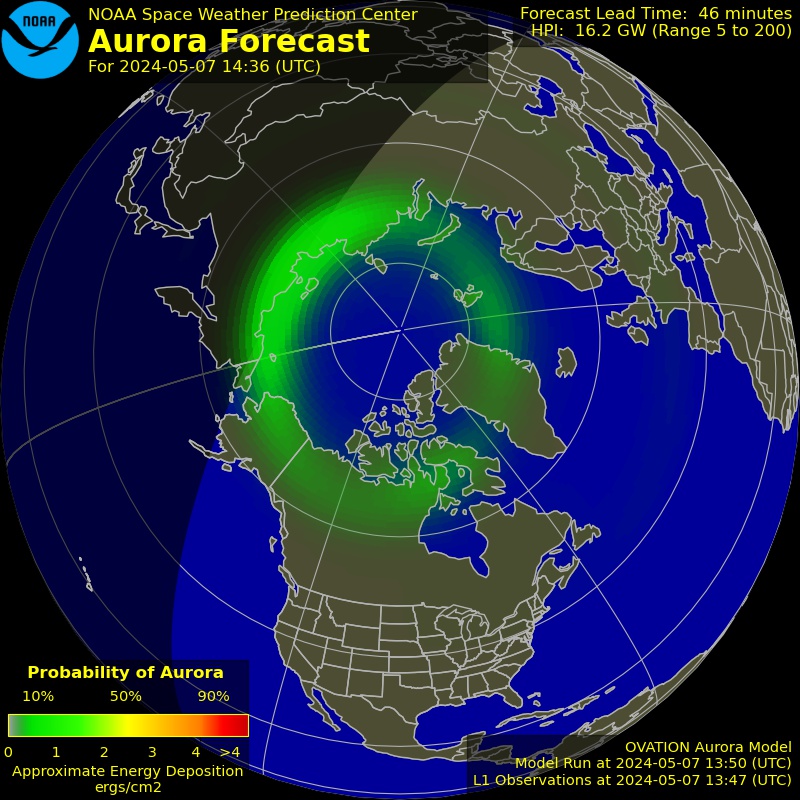 NOAA
NOAA Space Weather Prediction Center
Aurora Forecast
For 2024-05-07 14:36 (UTC)
Forecast Lead Time: 46 minutes
HPI: 16.2 GW (Range 5 to 200)
Probability of Aurora
10% 50% 90%
0 1 2 3 4 >4
Approximate Energy Deposition
ergs/cm2
OVATION Aurora Model
Model Run at 2024-05-07 13:50 (UTC)
L1 Observations at 2024-05-07 13:47 (UTC)